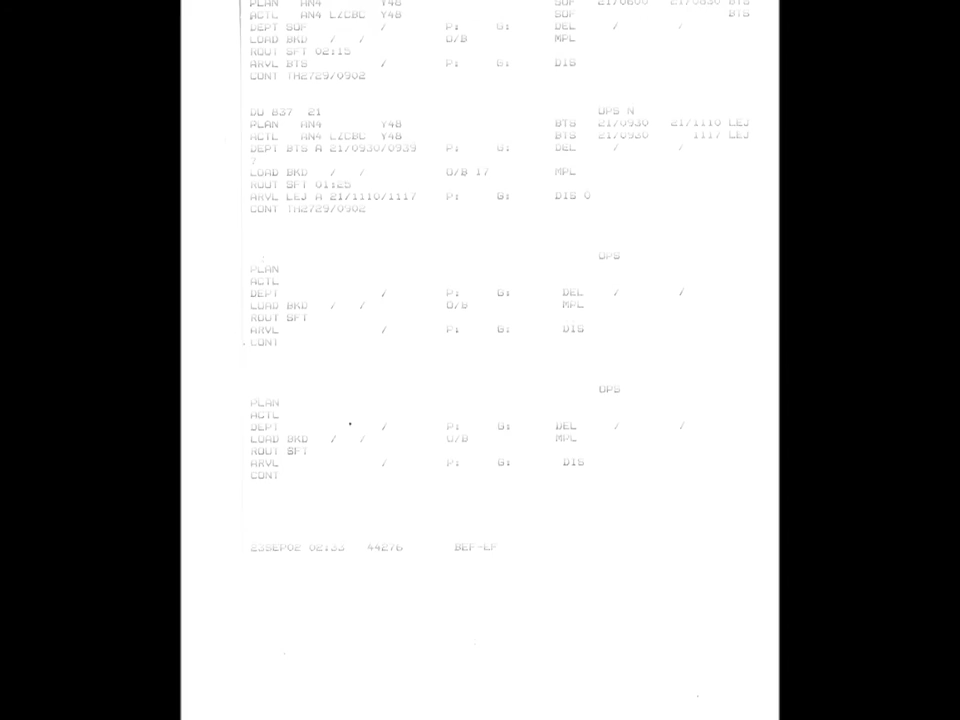 PLAN AN4 Y48 SOF 21/0600 21/0830 BTS
ACTL AN4 LZCBC Y48 SOF BTS
DEPT SOF / P: G: DEL / /
LOAD BKD / / O/B MPL
ROUT SFT 02:15
ARVL BTS / P: G: DIS
CONT TH2729/0902
DU 837 21 OPS N
PLAN AN4 Y48 BTS 21/0930 21/1110 LEJ
ACTL AN4 LZCBC Y48 BTS 21/0930 1117 LEJ
DEPT BTS A 21/0930/0939 P: G: DEL / /
7
LOAD BKD / / O/B 17 MPL
ROUT SFT 01:25
ARVL LEJ A 21/1110/1117 P: G: DIS 0
CONT TH2729/0902
: OPS
PLAN
ACTL
DEPT / P: G: DEL / /
LOAD BKD / / O/B MPL
ROUT SFT
ARVL / P: G: DIS
CONT
OPS
PLAN
ACTL
DEPT / P: G: DEL / /
LOAD BKD / / O/B MPL
ROUT SFT
ARVL / P: G: DIS
CONT
23SEP02 02:33 44276 BEF-LF